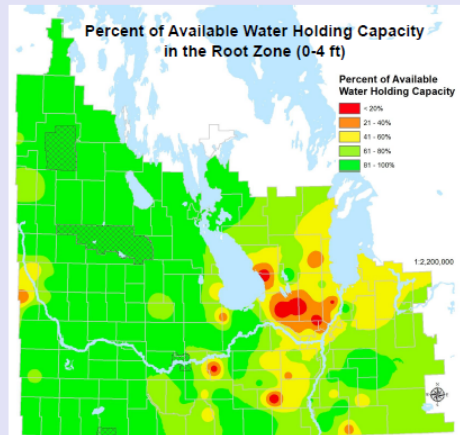 Percent of Available Water Holding Capacity
in the Root Zone (0-4 ft)
Percent of Available
Water Holding Capacity
< 20%
21 - 40%
41 - 60%
61 - 80%
81 - 100%
1:2,200,000